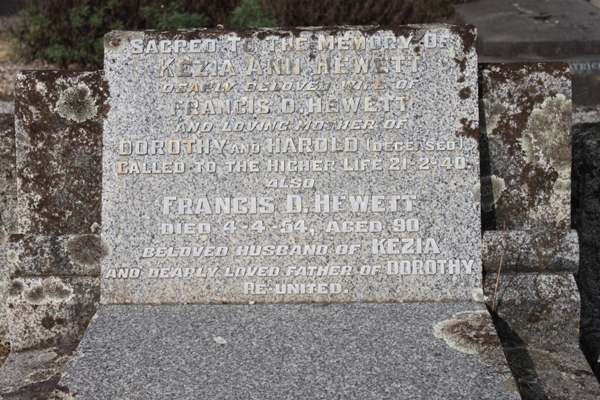 Sacred to the Memory of
Kezia Ann Hewett
dearly beloved wife of
Francis D. Hewett
and loving mother of
Dorothy and Harold (deceased)
Called to the Higher Life 21-2-40.
also
Francis D. Hewett
Died 4-4-54, aged 90
beloved husband of Kezia
and dearly loved father of Dorothy
Re-united.